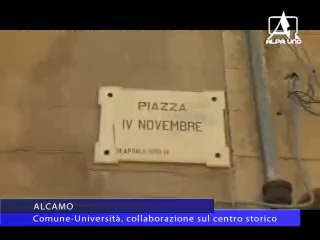 ALPA UNO
PIAZZA
IV NOVEMBRE
ALCAMO
Comune-Università, collaborazione sul centro storico